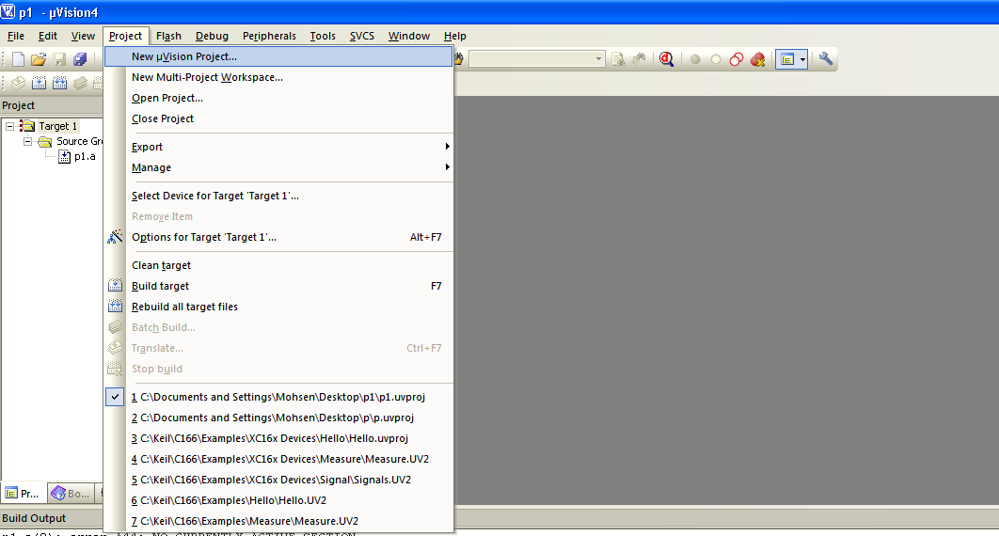 p1 - µVision4
File Edit View Project Flash Debug Peripherals Tools SVCS Window Help
New µVision Project...
New Multi-Project Workspace...
Open Project...
Close Project
Project
Target 1
Source Gr
p1.a
Export
Manage
Select Device for Target 'Target 1'...
Remove Item
Options for Target 'Target 1'... Alt+F7
Clean target
Build target F7
Rebuild all target files
Batch Build...
Translate... Ctrl+F7
Stop build
1 C:\Documents and Settings\Mohsen\Desktop\p1\p1.uvproj
2 C:\Documents and Settings\Mohsen\Desktop\p\p.uvproj
3 C:\Keil\C166\Examples\XC16x Devices\Hello\Hello.uvproj
4 C:\Keil\C166\Examples\XC16x Devices\Measure\Measure.UV2
5 C:\Keil\C166\Examples\XC16x Devices\Signal\Signals.UV2
6 C:\Keil\C166\Examples\Hello\Hello.UV2
7 C:\Keil\C166\Examples\Measure\Measure.UV2
Pr... Bo...
Build Output
NO CURRENTLY ACTIVE SECTION